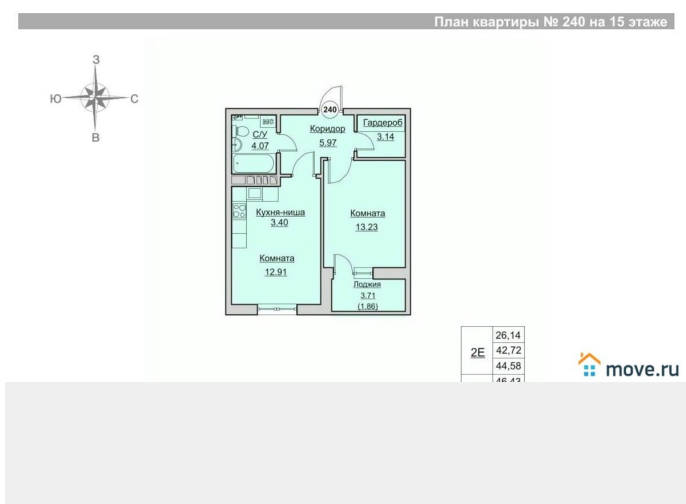 План квартиры № 240 на 15 этаже
З
Ю
С
В
240
С/У
4.07
Коридор
5.97
Гардероб
3.14
Кухня-ниша
3.40
Комната
13.23
Комната
12.91
Лоджия
3.71
(1.86)
2Е
26,14
42,72
44,58
46,43
move.ru